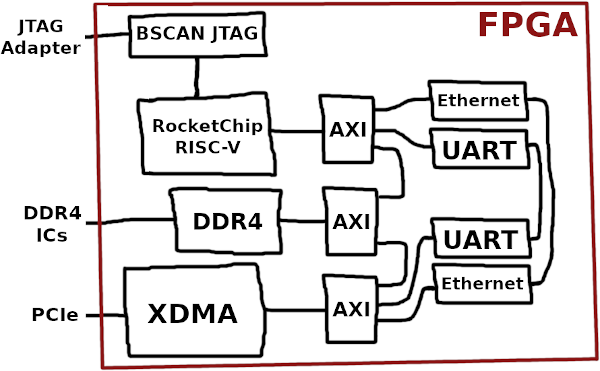 FPGA
JTAG
Adapter
BSCAN JTAG
RocketChip
RISC-V
AXI
Ethernet
UART
DDR4
ICs
DDR4
AXI
UART
Ethernet
PCIe
XDMA
AXI